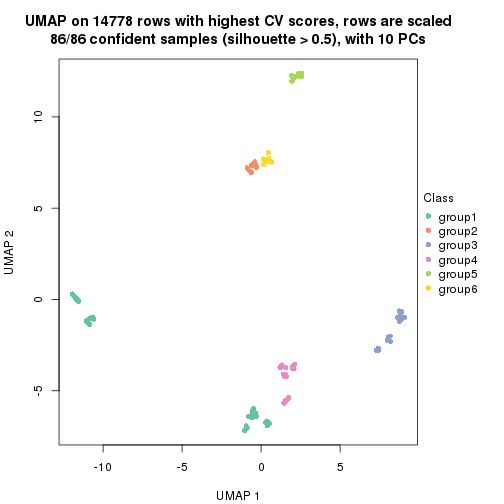 UMAP on 14778 rows with highest CV scores, rows are scaled
86/86 confident samples (silhouette > 0.5), with 10 PCs
10
5
0
-5
UMAP 2
-10
-5
0
5
UMAP 1
Class
group1
group2
group3
group4
group5
group6